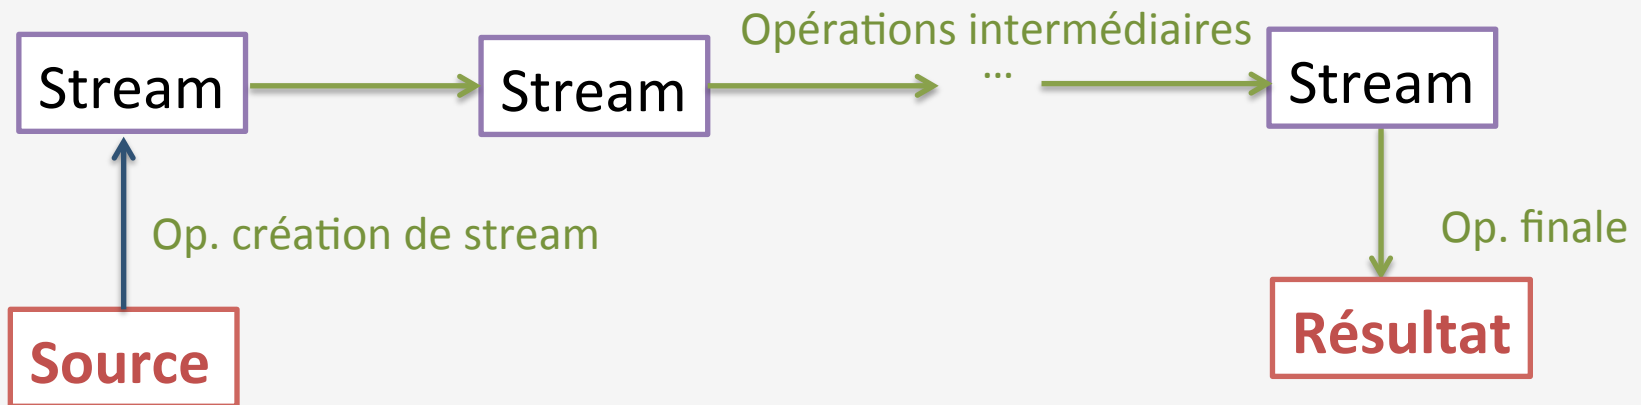 Opérations intermédiaires
Stream
Stream
...
Stream
Op. création de stream
Op. finale
Source
Résultat